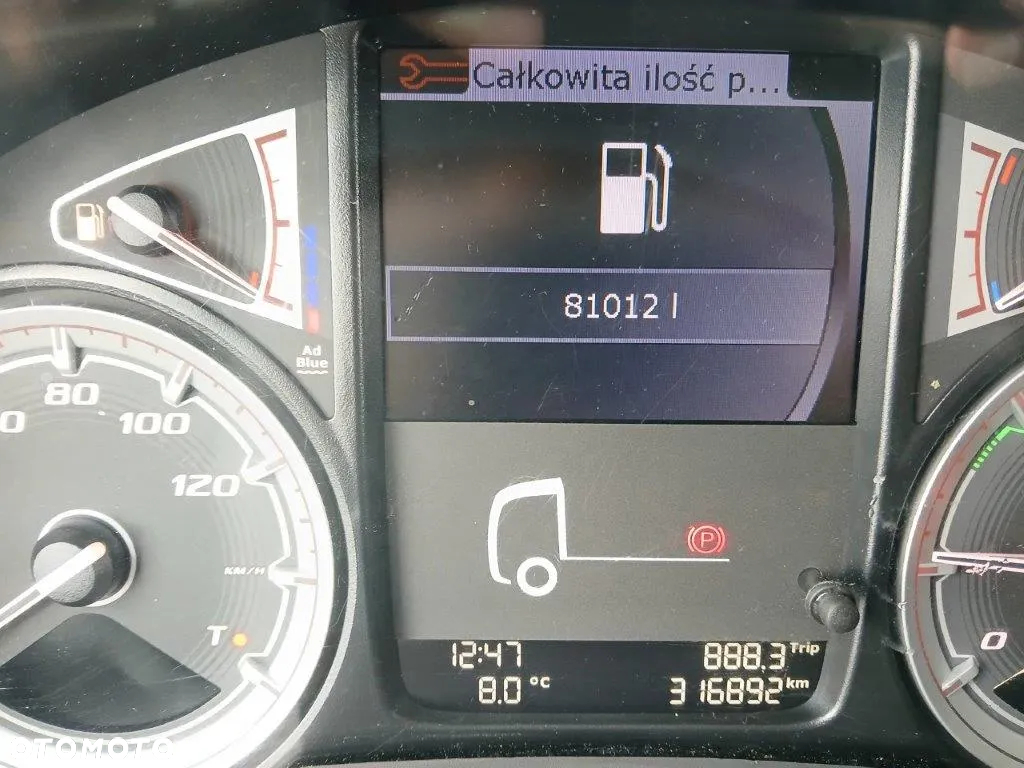 Całkowita ilość p...
81012 l
Ad
Blue
80
100
120
KM/H
T
P
0
12:47
888.3 Trip
8.0 °C
316892 km
OTOMOTO